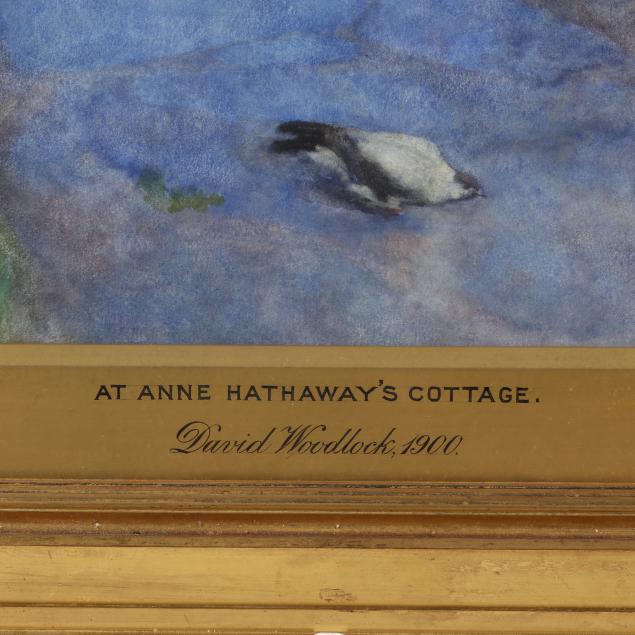 AT ANNE HATHAWAY'S COTTAGE.
David Woodlock, 1900.